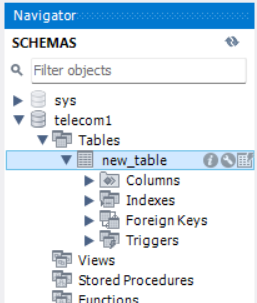 Navigator
SCHEMAS
Filter objects
sys
telecom1
Tables
new_table
Columns
Indexes
Foreign Keys
Triggers
Views
Stored Procedures
Functions